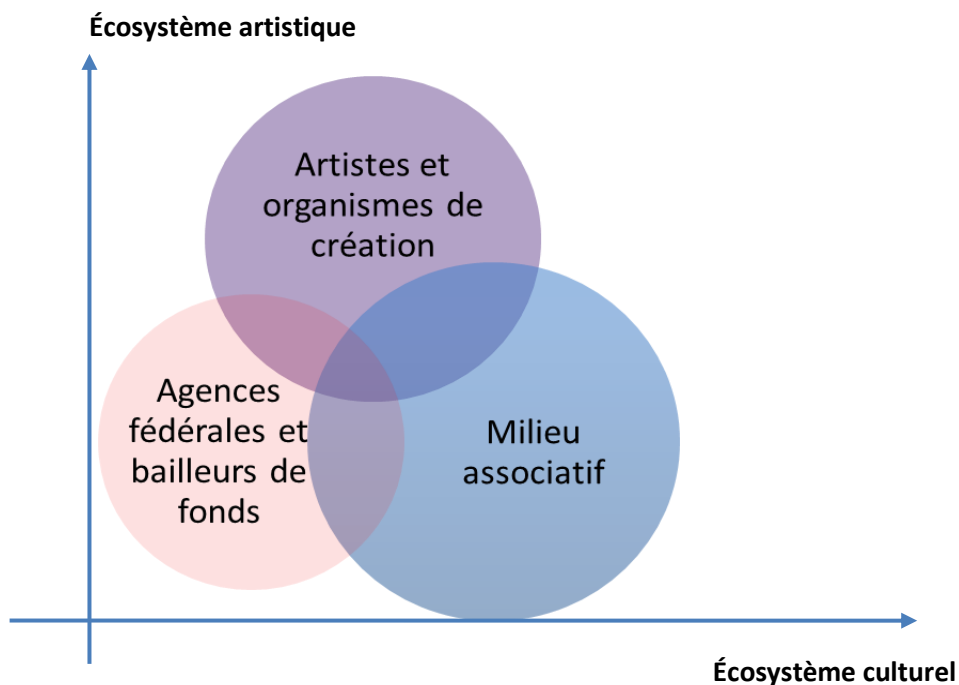 Écosystème artistique
Artistes et
organismes de
création
Agences
fédérales et
bailleurs de
fonds
Milieu
associatif
Écosystème culturel